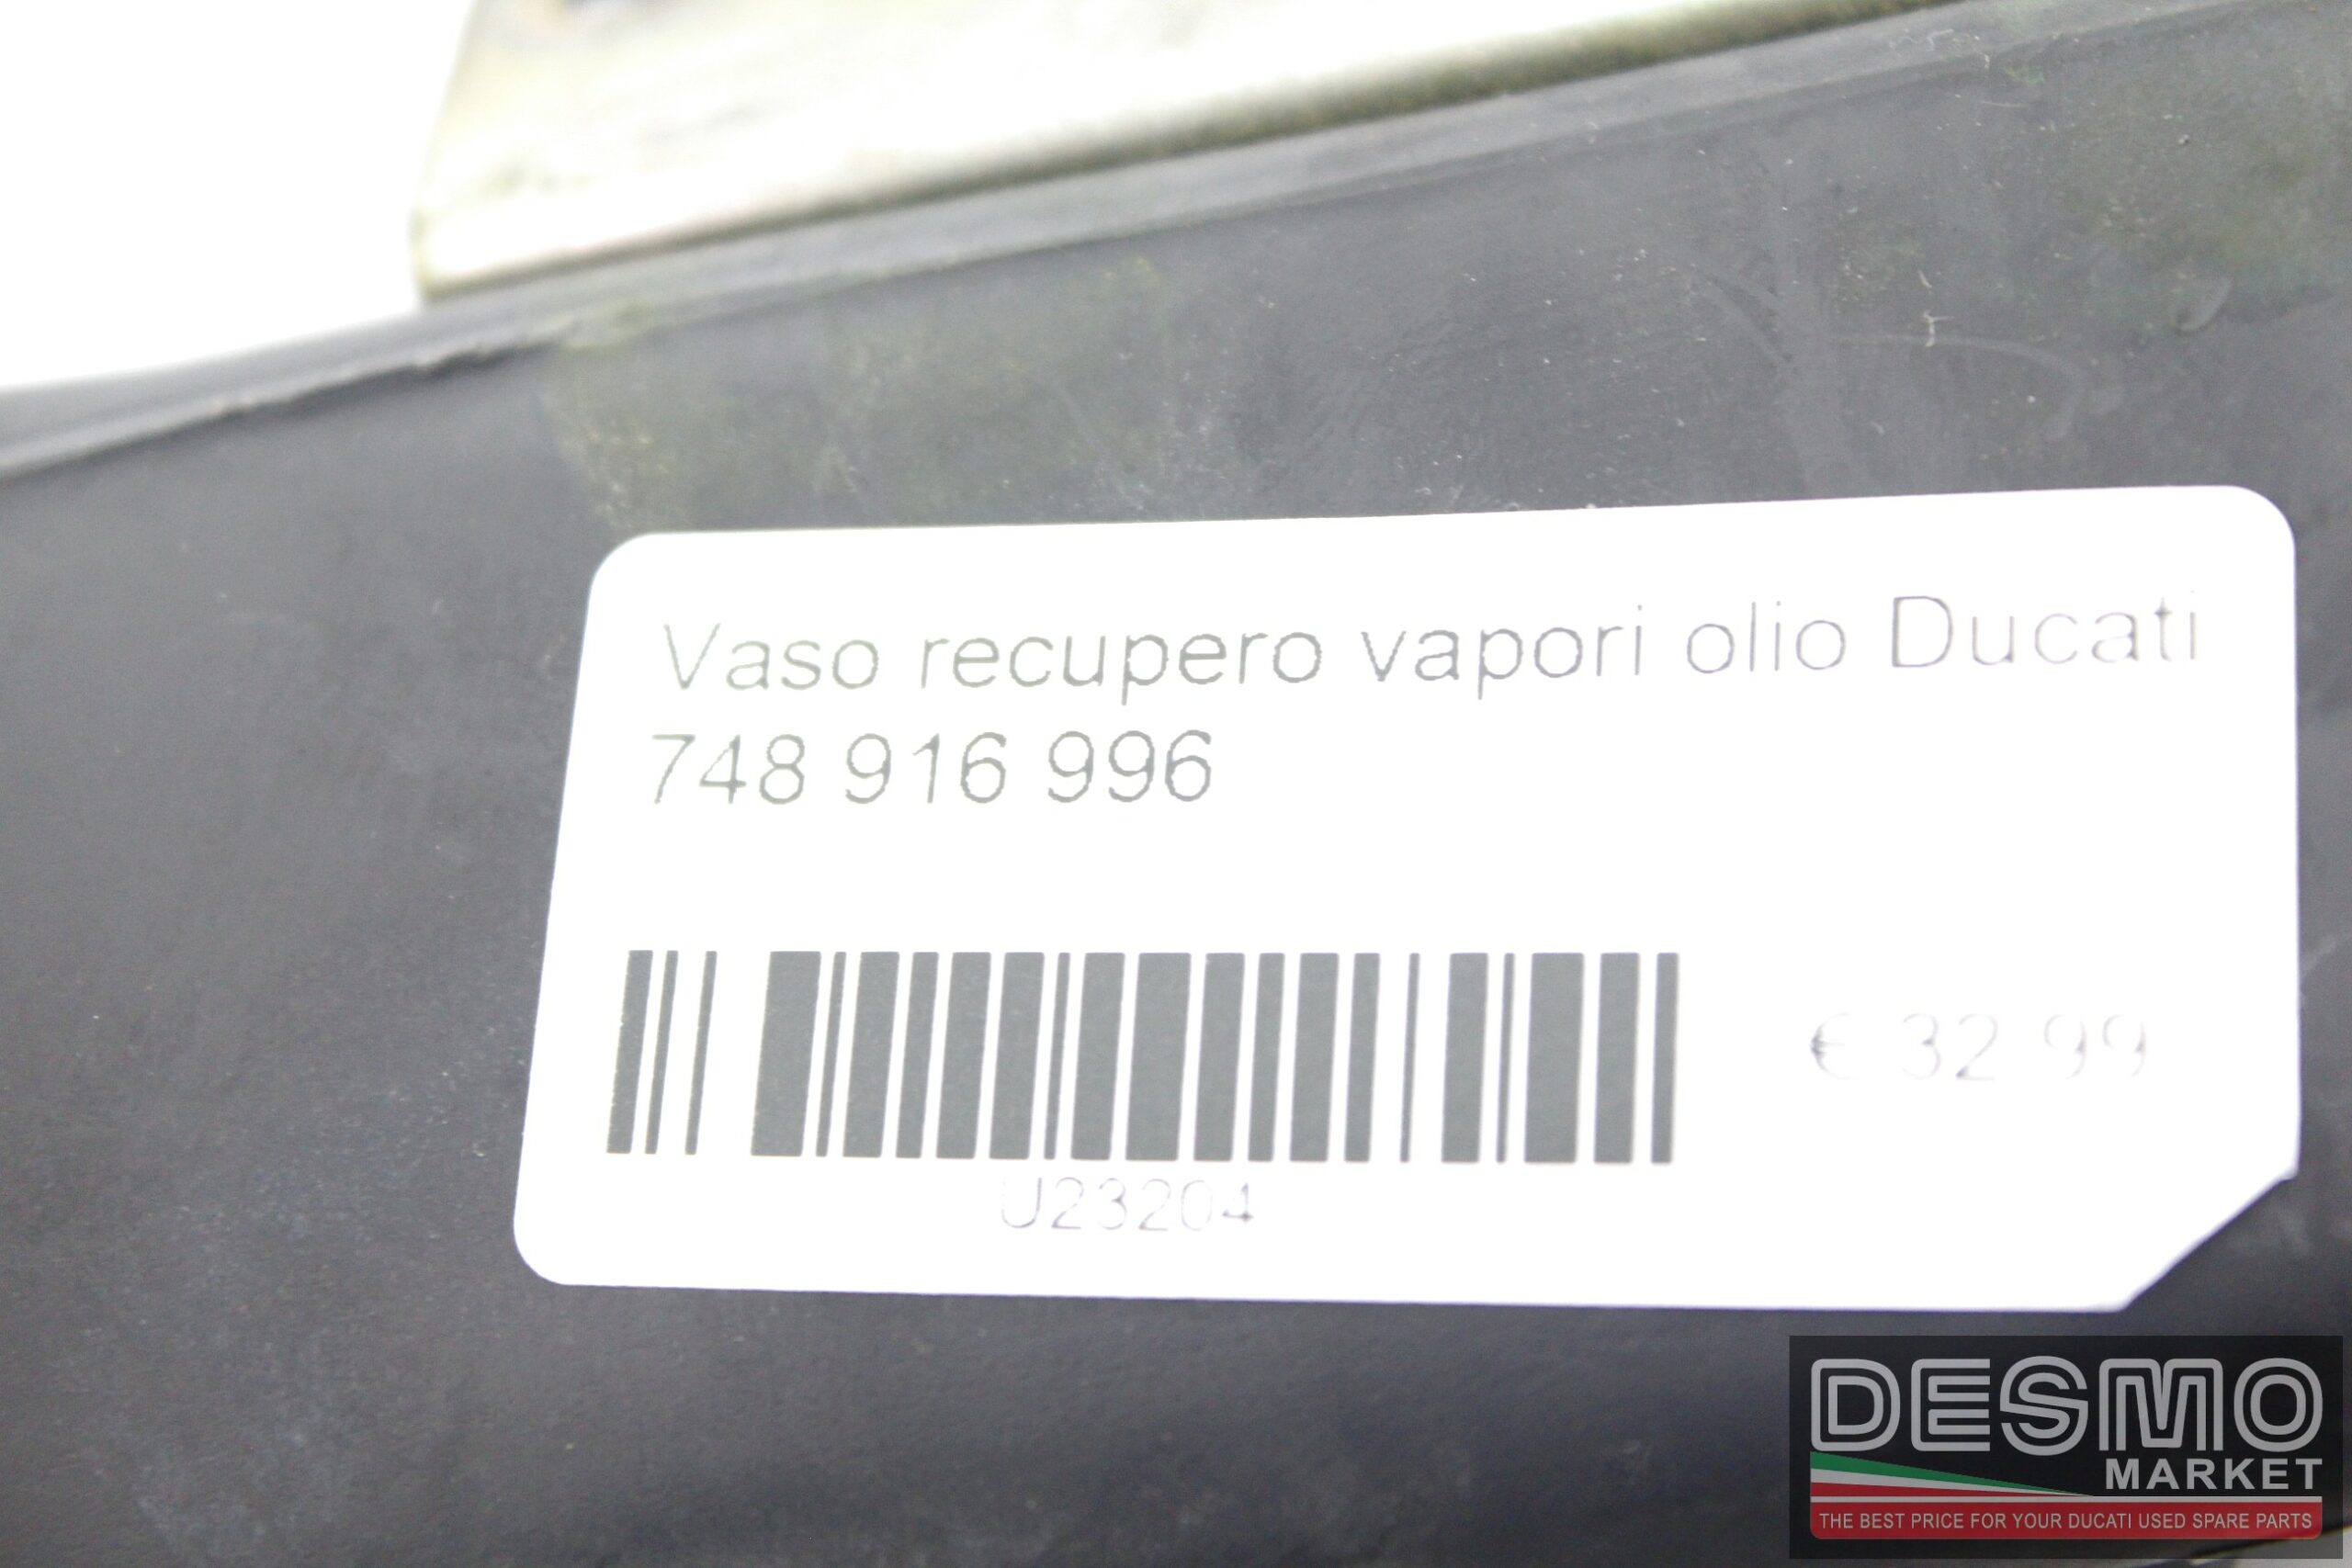 Vaso recupero vapori olio Ducati
748 916 996
€ 32 99
U23204
DESMO
MARKET
THE BEST PRICE FOR YOUR DUCATI USED SPARE PARTS